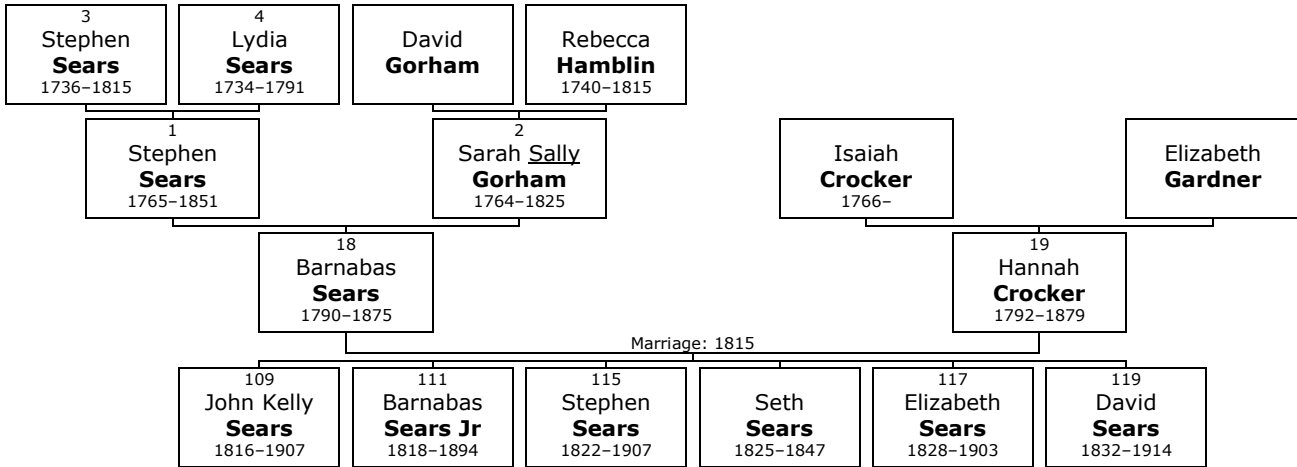 3
Stephen
Sears
1736–1815
4
Lydia
Sears
1734–1791
David
Gorham
Rebecca
Hamblin
1740–1815
1
Stephen
Sears
1765–1851
2
Sarah Sally
Gorham
1764–1825
Isaiah
Crocker
1766–
Elizabeth
Gardner
18
Barnabas
Sears
1790–1875
19
Hannah
Crocker
1792–1879
Marriage: 1815
109
John Kelly
Sears
1816–1907
111
Barnabas
Sears Jr
1818–1894
115
Stephen
Sears
1822–1907
Seth
Sears
1825–1847
117
Elizabeth
Sears
1828–1903
119
David
Sears
1832–1914